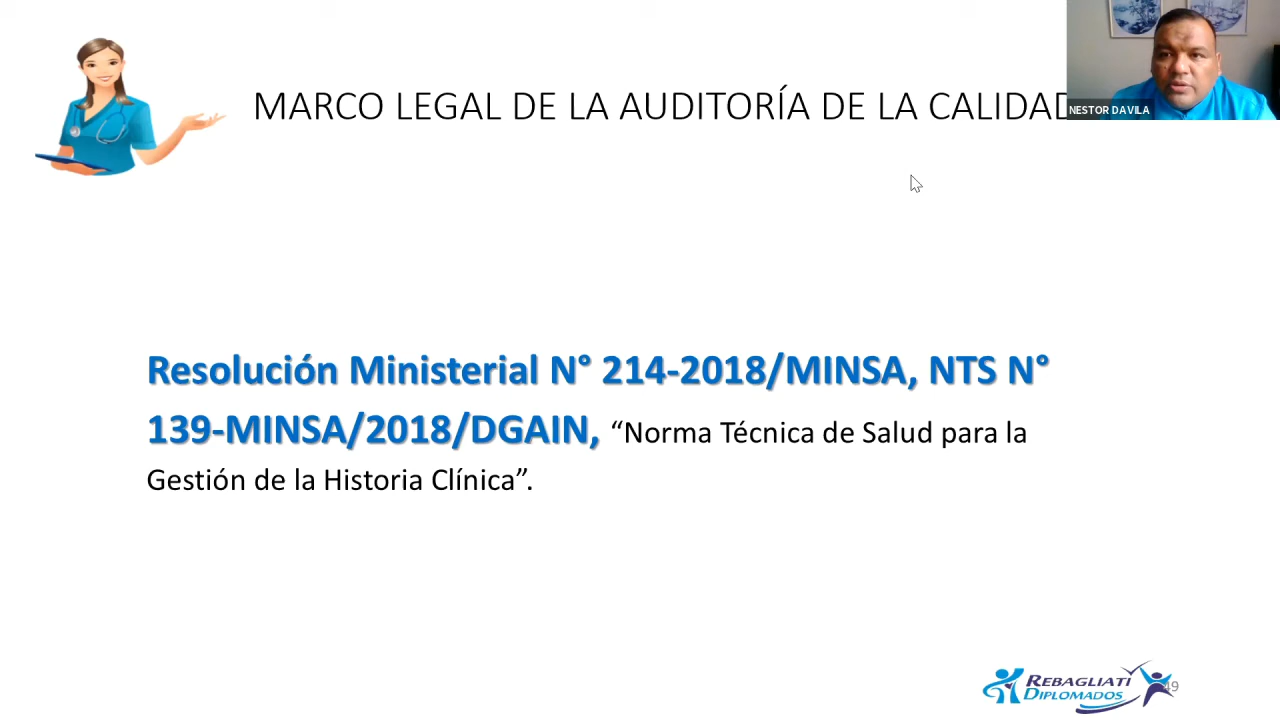 MARCO LEGAL DE LA AUDITORÍA DE LA CALIDAD
NESTOR DAVILA
Resolución Ministerial N° 214-2018/MINSA, NTS N°
139-MINSA/2018/DGAIN, “Norma Técnica de Salud para la
Gestión de la Historia Clínica”.
REBAGLIATI
DIPLOMADOS
49